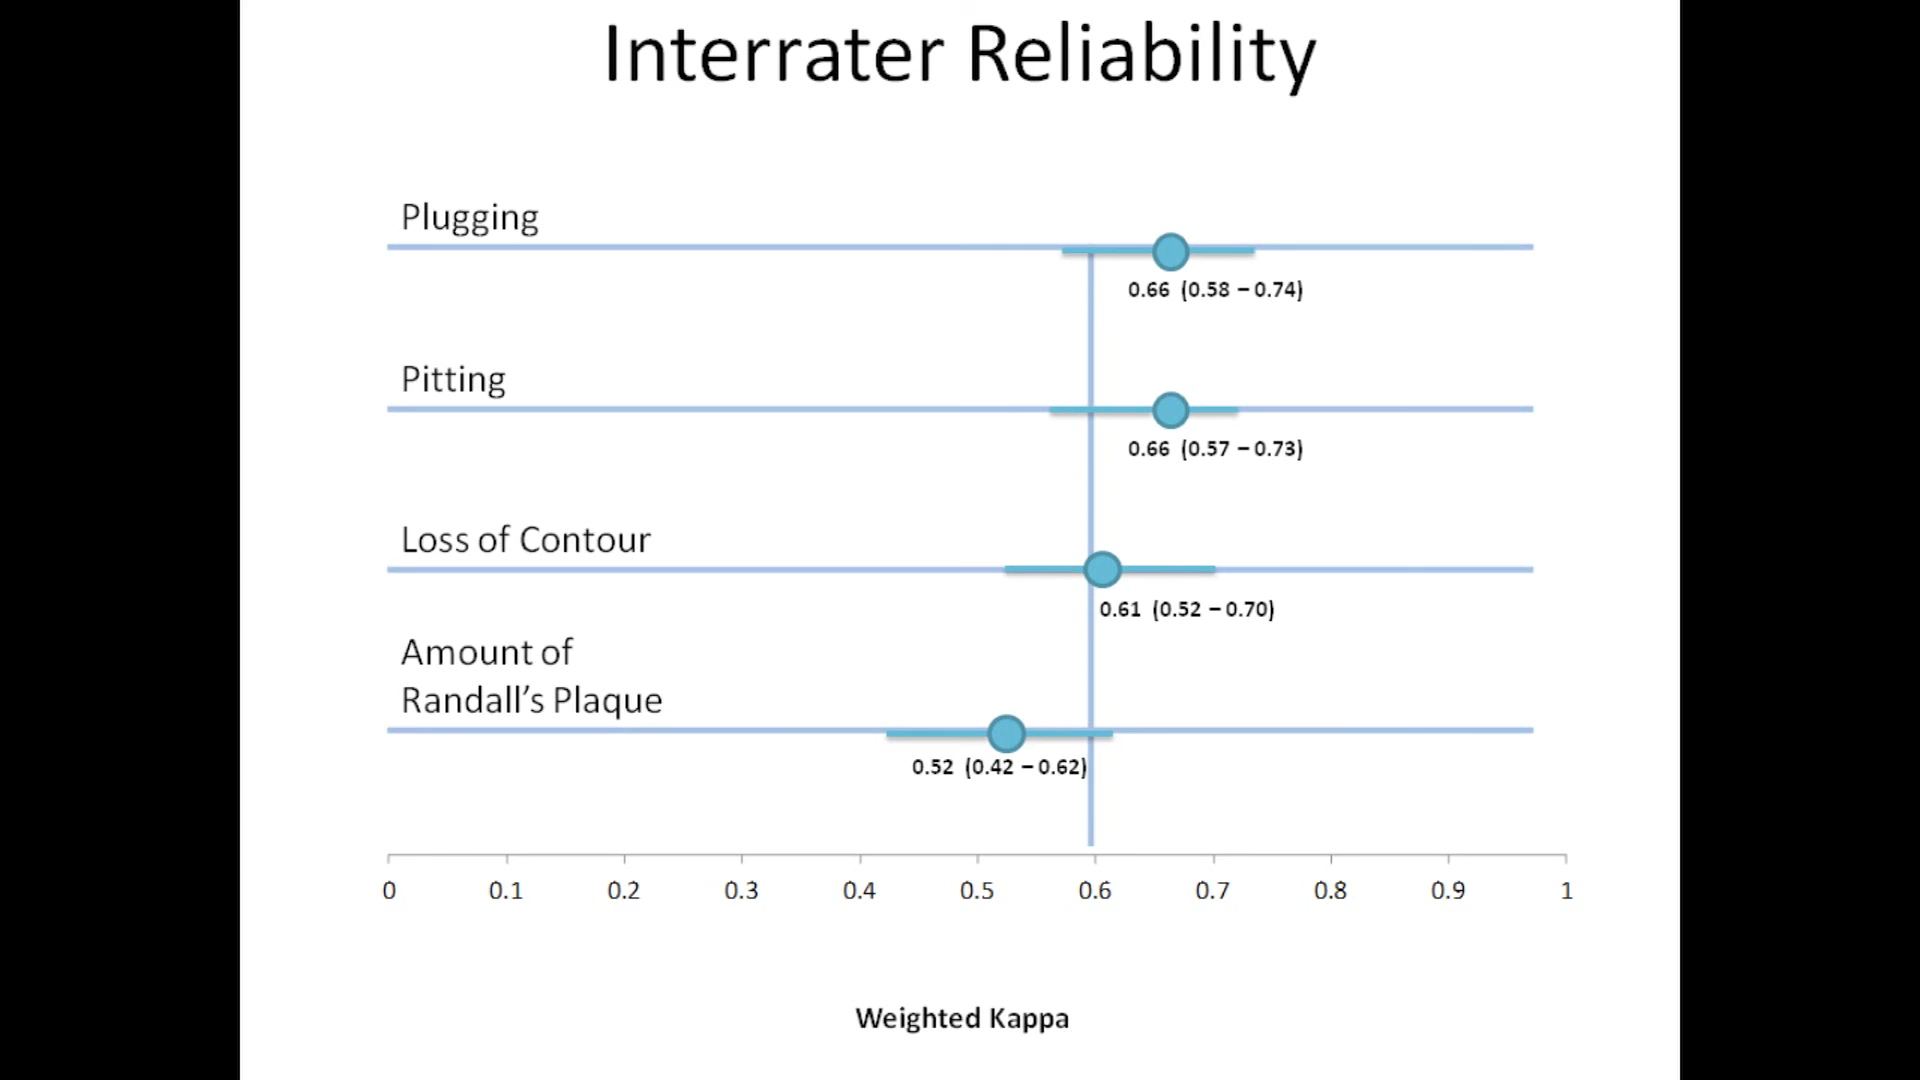 Interrater Reliability
Plugging
0.66 (0.58 – 0.74)
Pitting
0.66 (0.57 – 0.73)
Loss of Contour
0.61 (0.52 – 0.70)
Amount of
Randall’s Plaque
0.52 (0.42 – 0.62)
0 0.1 0.2 0.3 0.4 0.5 0.6 0.7 0.8 0.9 1
Weighted Kappa